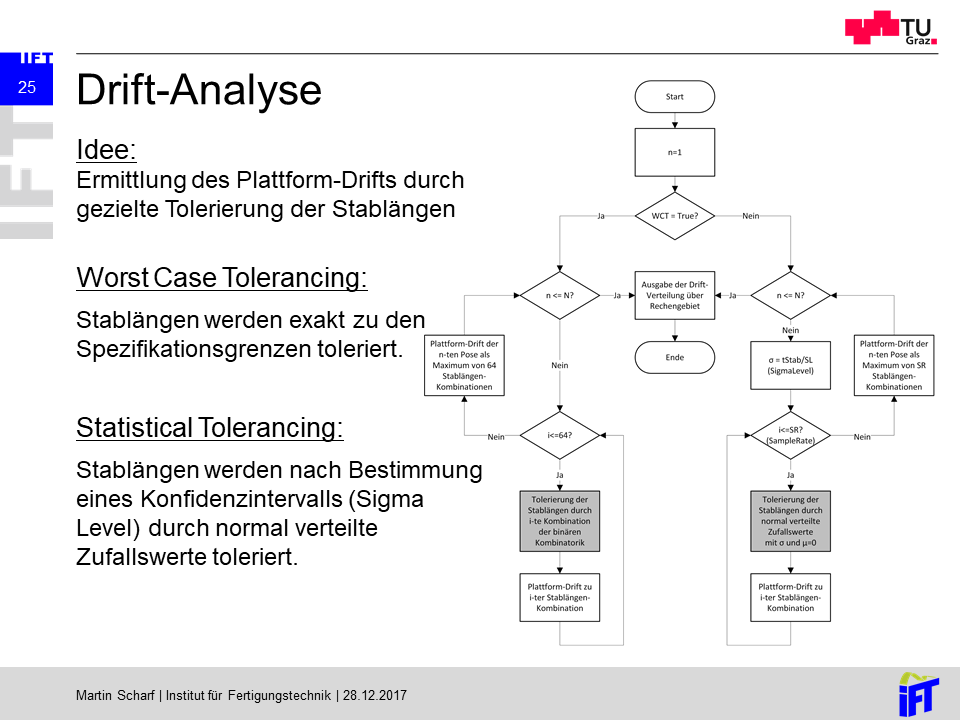 TU
Graz
IFT
25
IFT
Drift-Analyse
Idee:
Ermittlung des Plattform-Drifts durch
gezielte Tolerierung der Stablängen
Worst Case Tolerancing:
Stablängen werden exakt zu den
Spezifikationsgrenzen toleriert.
Statistical Tolerancing:
Stablängen werden nach Bestimmung
eines Konfidenzintervalls (Sigma
Level) durch normal verteilte
Zufallswerte toleriert.
Start
n=1
WCT = True?
Ja
Nein
n <= N?
Ja
Ausgabe der Drift-
Verteilung über
Rechengebiet
Ja
n <= N?
Nein
Ende
Nein
σ = tStab/SL
(SigmaLevel)
Plattform-Drift der
n-ten Pose als
Maximum von 64
Stablängen-
Kombinationen
Plattform-Drift der
n-ten Pose als
Maximum von SR
Stablängen-
Kombinationen
Nein
i<=64?
Ja
i<=SR?
(SampleRate)
Nein
Ja
Tolerierung der
Stablängen durch
i-te Kombination
der binären
Kombinatorik
Tolerierung der
Stablängen durch
normal verteilte
Zufallswerte
mit σ und μ=0
Plattform-Drift zu
i-ter Stablängen-
Kombination
Plattform-Drift zu
i-ter Stablängen-
Kombination
Martin Scharf | Institut für Fertigungstechnik | 28.12.2017
iFT